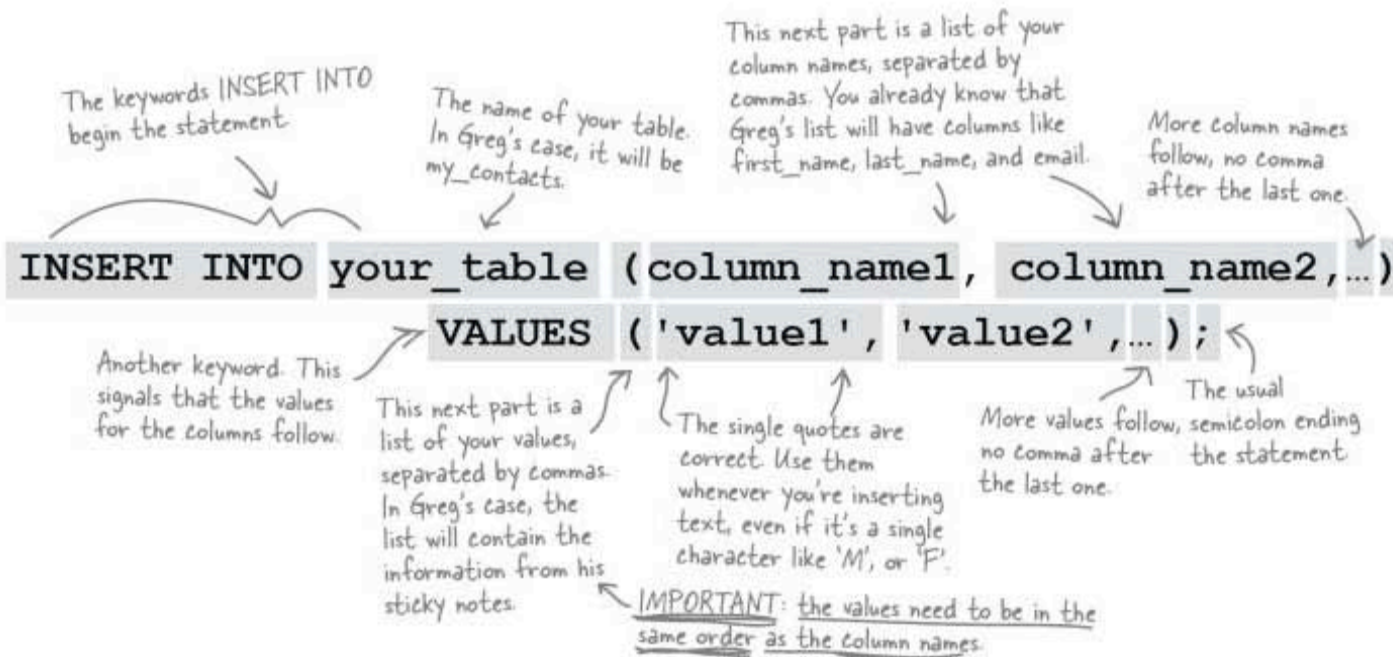 The keywords INSERT INTO
begin the statement.
The name of your table.
In Greg's case, it will be
my_contacts.
This next part is a list of your
column names, separated by
commas. You already know that
Greg's list will have columns like
first_name, last_name, and email.
More column names
follow, no comma
after the last one.
INSERT INTO your_table (column_name1, column_name2,…)
VALUES ('value1', 'value2',…);
Another keyword. This
signals that the values
for the columns follow.
This next part is a
list of your values,
separated by commas.
In Greg's case, the
list will contain the
information from his
sticky notes.
The single quotes are
correct. Use them
whenever you're inserting
text, even if it's a single
character like 'M', or 'F'.
More values follow,
no comma after
the last one.
The usual
semicolon ending
the statement
IMPORTANT: the values need to be in the
same order as the column names.